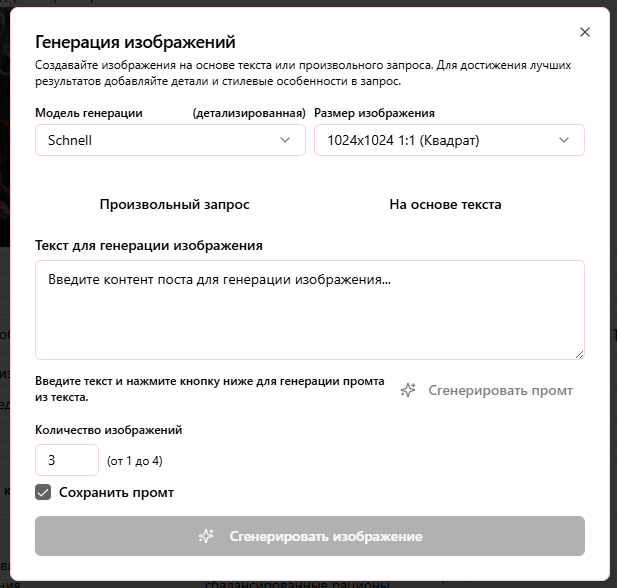 Генерация изображений
Создавайте изображения на основе текста или произвольного запроса. Для достижения лучших
результатов добавляйте детали и стилевые особенности в запрос.
Модель генерации (детализированная) Размер изображения
Schnell 1024x1024 1:1 (Квадрат)
Произвольный запрос На основе текста
Текст для генерации изображения
Введите контент поста для генерации изображения...
Введите текст и нажмите кнопку ниже для генерации промта
из текста.
Сгенерировать промт
Количество изображений
3 (от 1 до 4)
Сохранить промт
Сгенерировать изображение
сбалансированные рационы